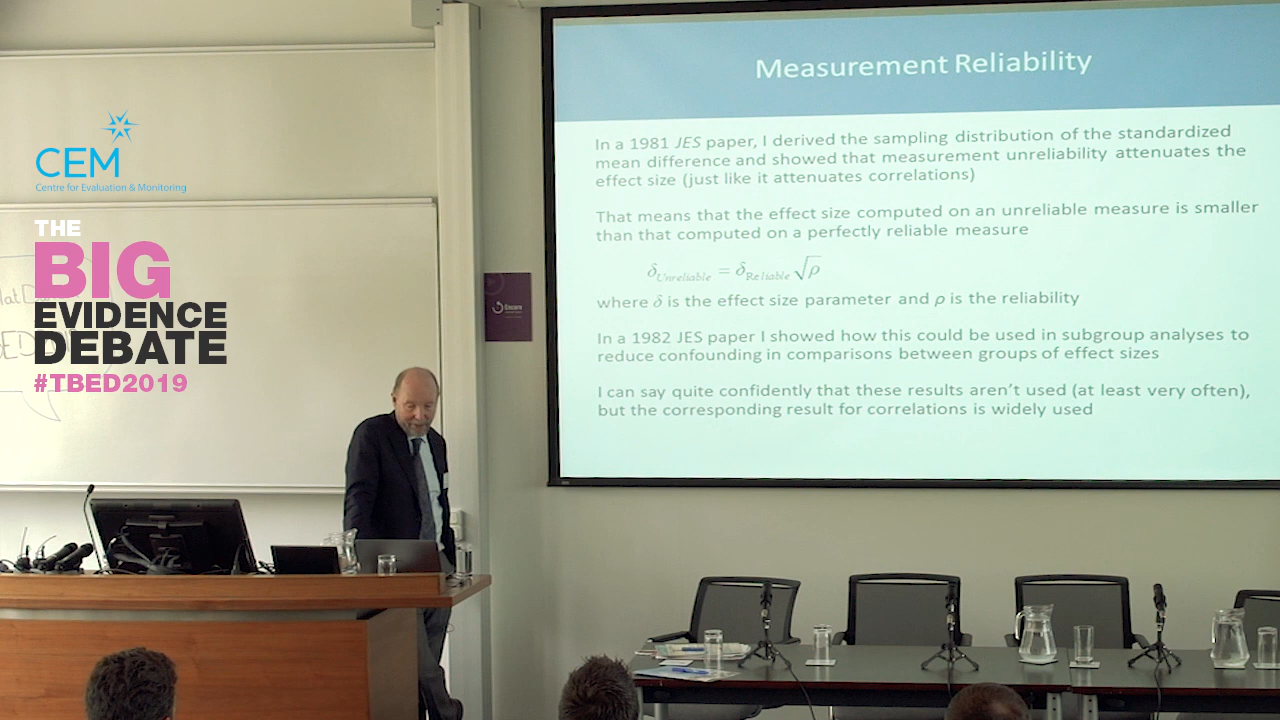 CEM
Centre for Evaluation & Monitoring
THE
BIG
EVIDENCE
DEBATE
#TBED2019
Measurement Reliability
In a 1981 JES paper, I derived the sampling distribution of the standardized
mean difference and showed that measurement unreliability attenuates the
effect size (just like it attenuates correlations)
That means that the effect size computed on an unreliable measure is smaller
than that computed on a perfectly reliable measure
δUnreliable = δReliable √ρ
where δ is the effect size parameter and ρ is the reliability
In a 1982 JES paper I showed how this could be used in subgroup analyses to
reduce confounding in comparisons between groups of effect sizes
I can say quite confidently that these results aren't used (at least very often),
but the corresponding result for correlations is widely used